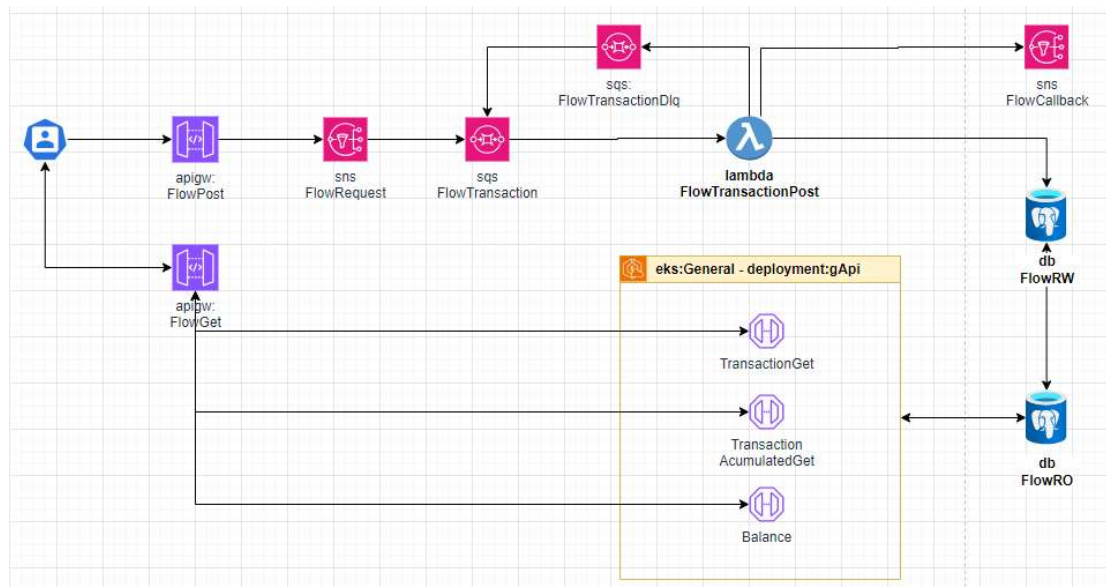 sqs:
FlowTransactionDlq
sns
FlowCallback
apigw:
FlowPost
sns
FlowRequest
sqs
FlowTransaction
lambda
FlowTransactionPost
db
FlowRW
eks:General - deployment:gApi
apigw:
FlowGet
TransactionGet
Transaction
AcumulatedGet
db
FlowRO
Balance